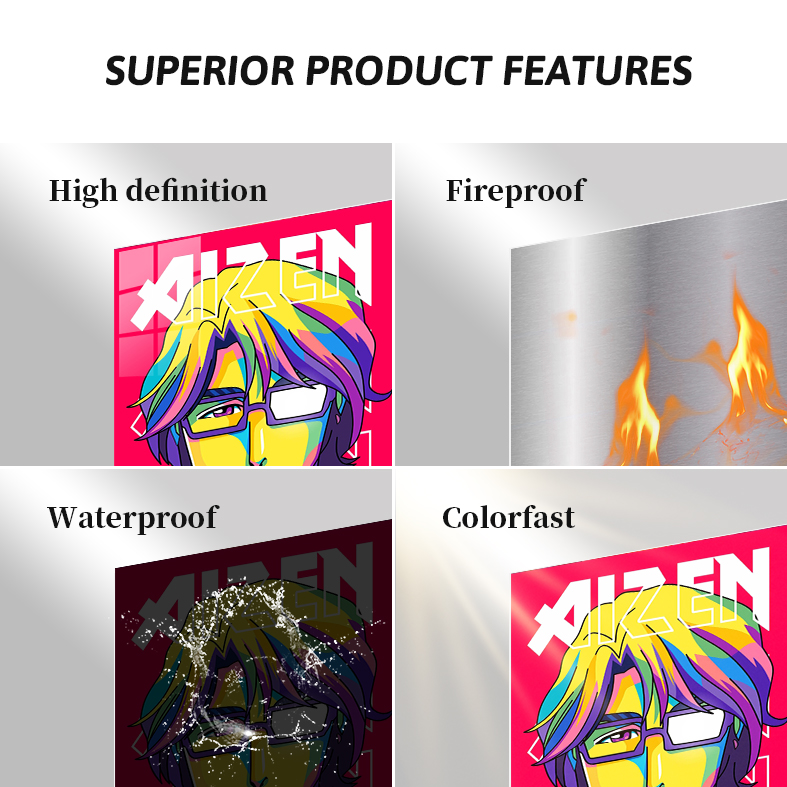 SUPERIOR PRODUCT FEATURES
High definition
Fireproof
AIZEN
Waterproof
Colorfast
AIZEN
AIZEN